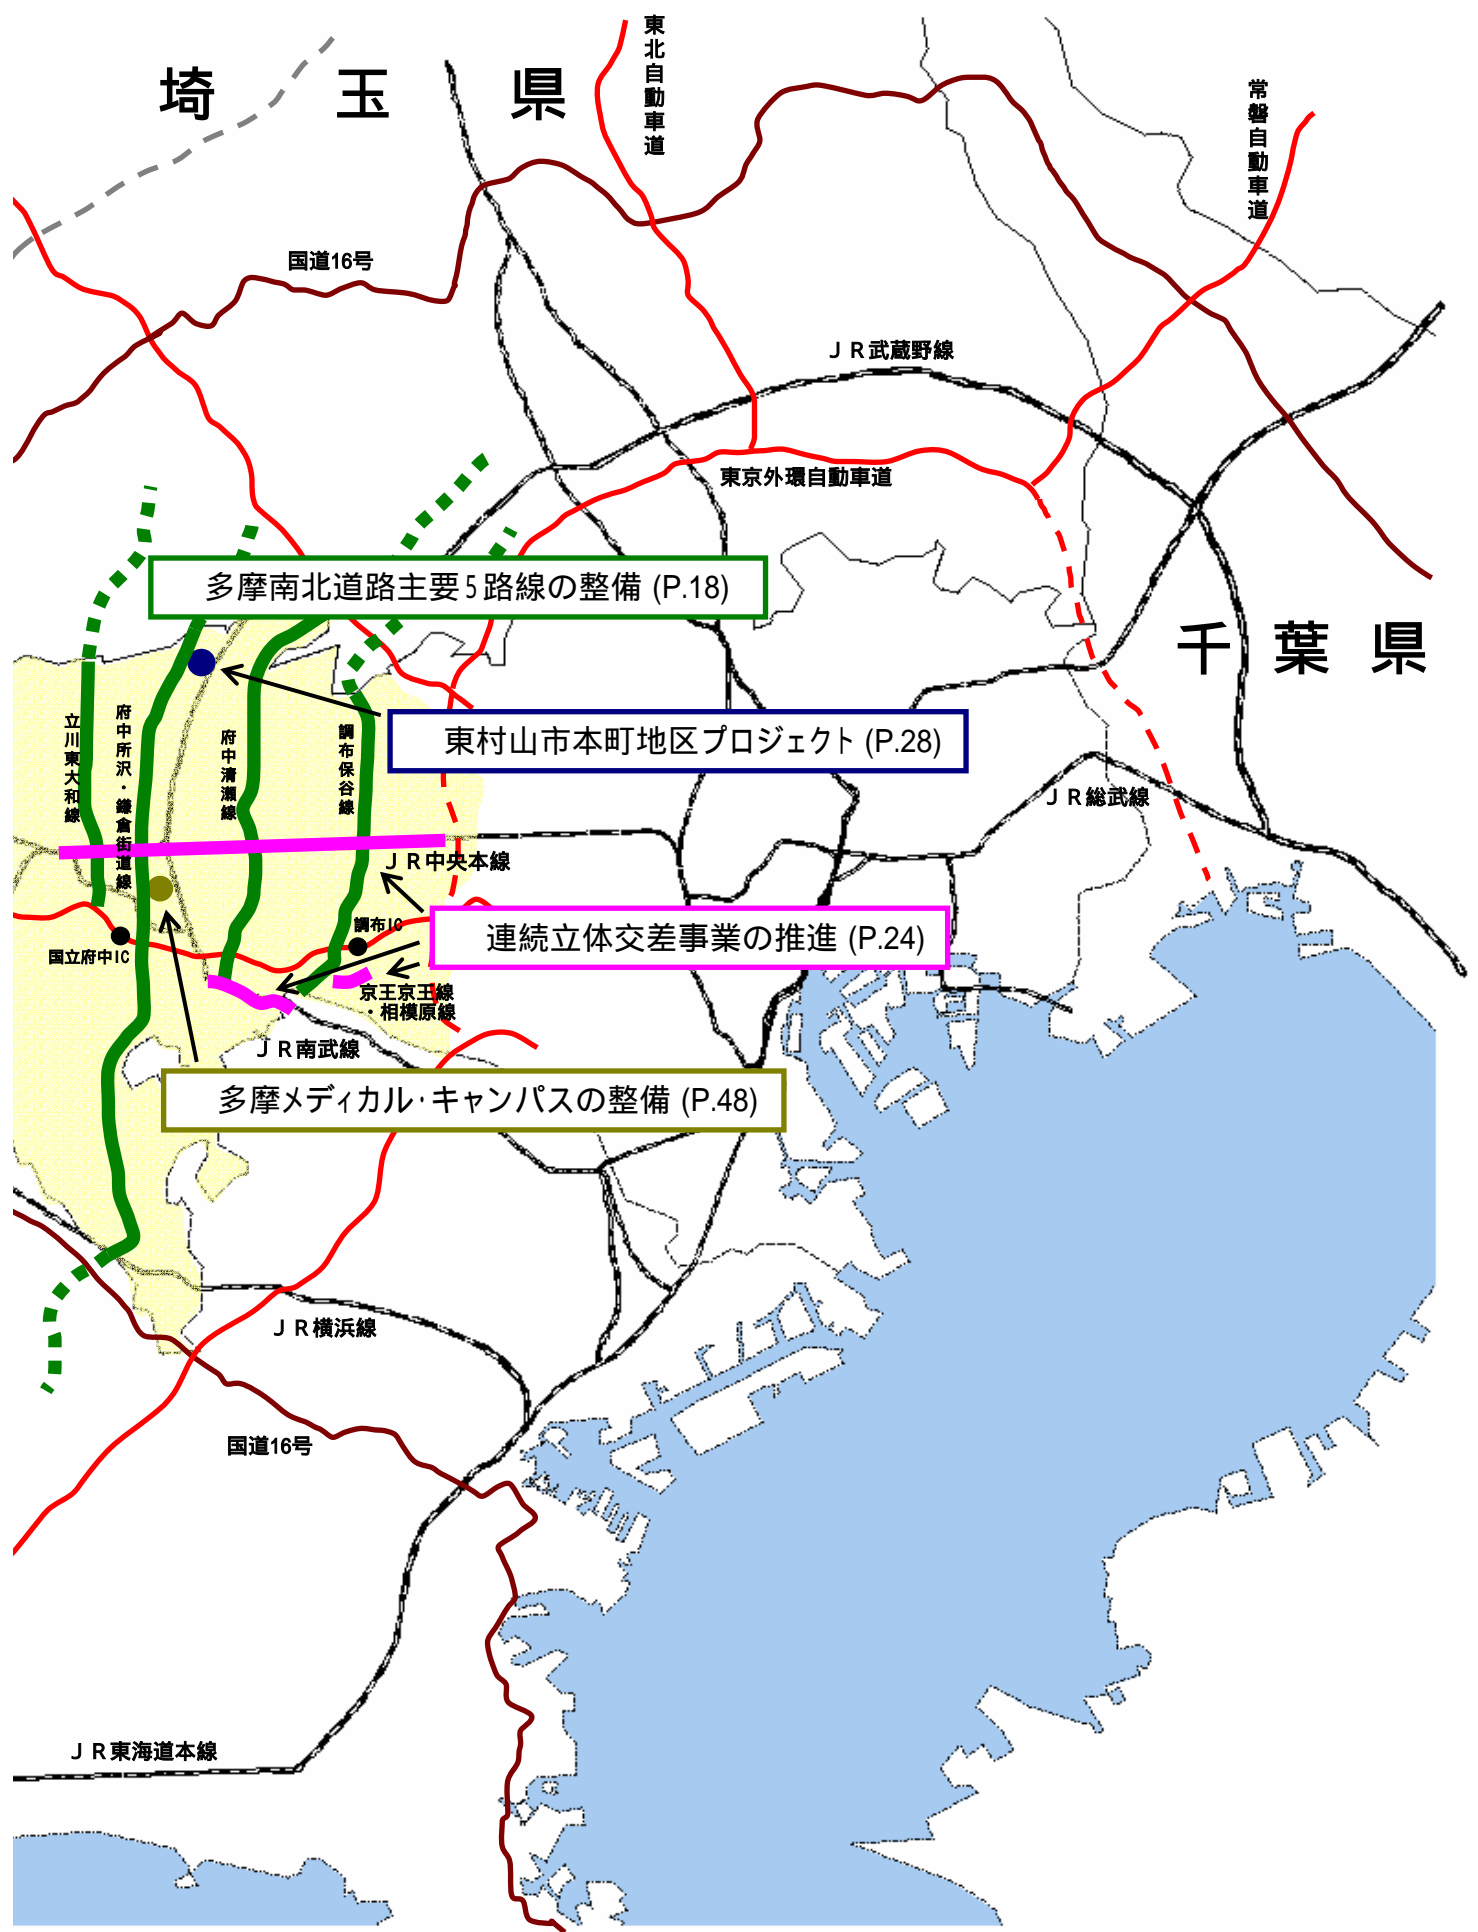 埼玉県
東北自動車道
常磐自動車道
国道16号
ＪＲ武蔵野線
東京外環自動車道
多摩南北道路主要５路線の整備 (P.18)
千葉県
立川東大和線
府中所沢・鎌倉街道線
府中清瀬線
調布保谷線
東村山市本町地区プロジェクト (P.28)
ＪＲ総武線
ＪＲ中央本線
調布IC
連続立体交差事業の推進 (P.24)
国立府中IC
京王京王線
・相模原線
ＪＲ南武線
多摩メディカル・キャンパスの整備 (P.48)
ＪＲ横浜線
国道16号
ＪＲ東海道本線